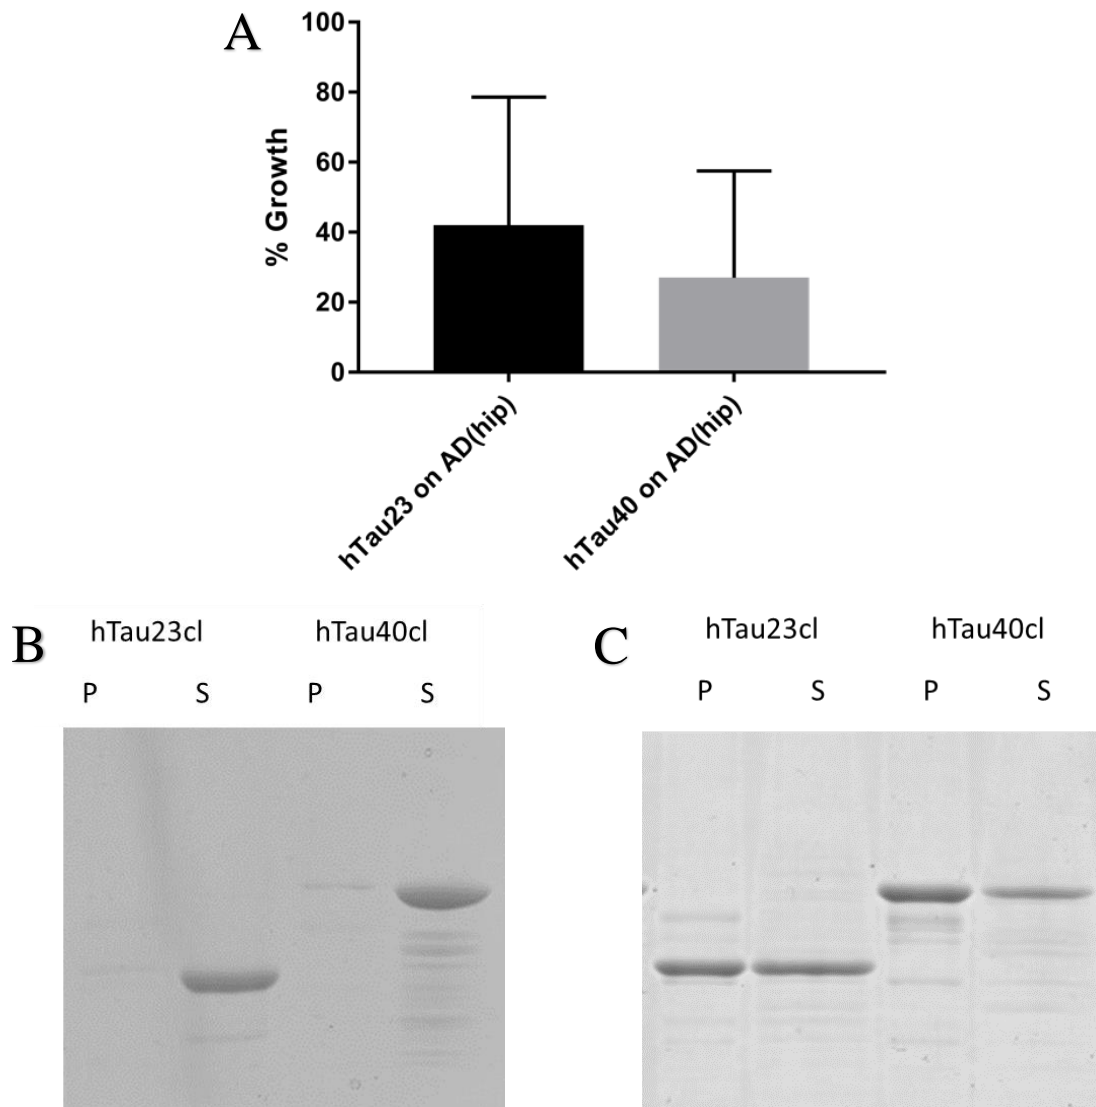 A
100
80
60
40
20
0
% Growth
hTau23 on AD(hip)
hTau40 on AD(hip)
B
hTau23cl hTau40cl
P S P S
C
hTau23cl hTau40cl
P S P S